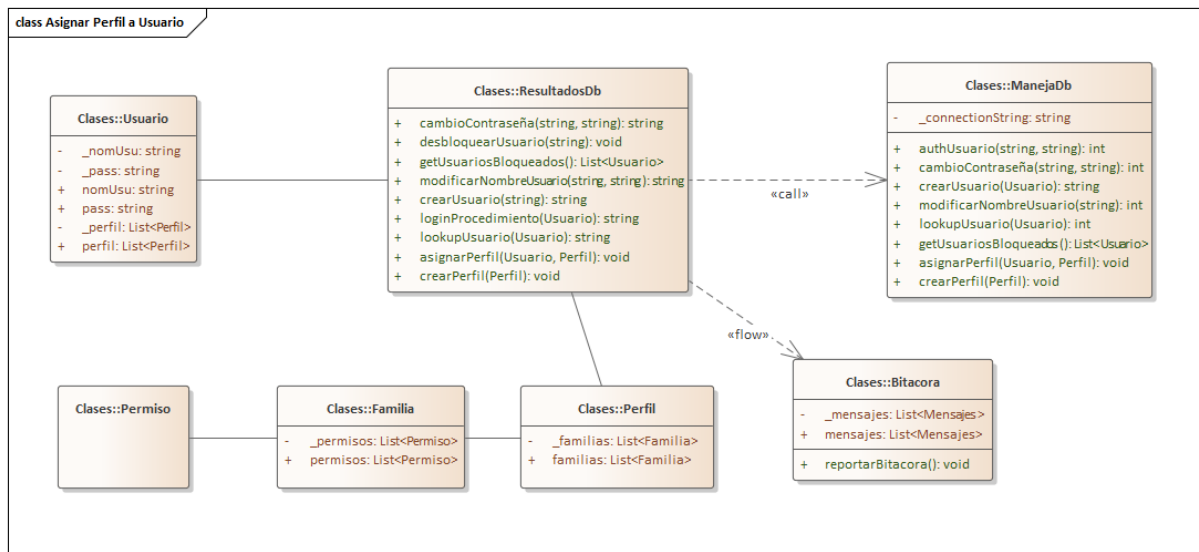 class Asignar Perfil a Usuario
Clases::Usuario
- _nomUsu: string
- _pass: string
+ nomUsu: string
+ pass: string
- _perfil: List<Perfil>
+ perfil: List<Perfil>
Clases::ResultadosDb
+ cambioContraseña(string, string): string
+ desbloquearUsuario(string): void
+ getUsuariosBloqueados(): List<Usuario>
+ modificarNombreUsuario(string, string): string
+ crearUsuario(string): string
+ loginProcedimiento(Usuario): string
+ lookupUsuario(Usuario): string
+ asignarPerfil(Usuario, Perfil): void
+ crearPerfil(Perfil): void
«call»
Clases::ManejaDb
- _connectionString: string
+ authUsuario(string, string): int
+ cambioContraseña(string, string): int
+ crearUsuario(Usuario): string
+ modificarNombreUsuario(string): int
+ lookupUsuario(Usuario): int
+ getUsuariosBloqueados(): List<Usuario>
+ asignarPerfil(Usuario, Perfil): void
+ crearPerfil(Perfil): void
«flow»
Clases::Permiso
Clases::Familia
- _permisos: List<Permiso>
+ permisos: List<Permiso>
Clases::Perfil
- _familias: List<Familia>
+ familias: List<Familia>
Clases::Bitacora
- _mensajes: List<Mensajes>
+ mensajes: List<Mensajes>
+ reportarBitacora(): void